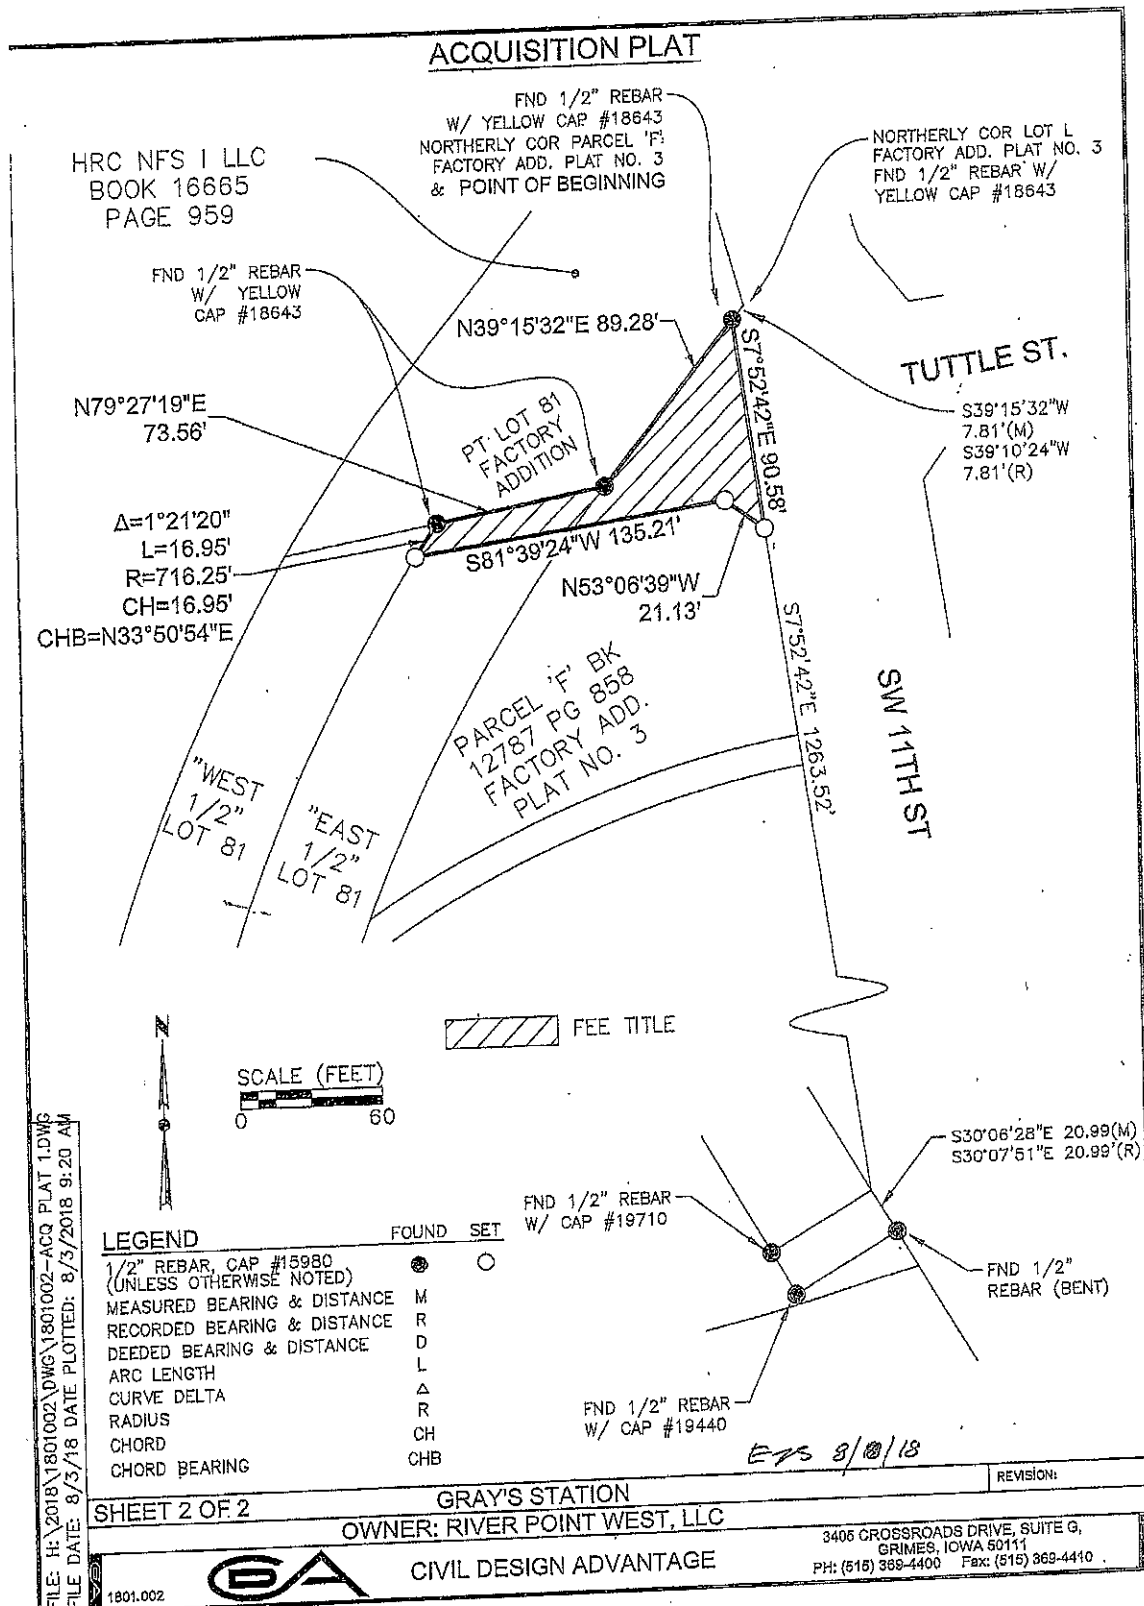 ACQUISITION PLAT
FND 1/2" REBAR
W/ YELLOW CAP #18643
NORTHERLY COR PARCEL 'F'
FACTORY ADD. PLAT NO. 3
& POINT OF BEGINNING
NORTHERLY COR LOT L
FACTORY ADD. PLAT NO. 3
FND 1/2" REBAR W/
YELLOW CAP #18643
HRC NFS I LLC
BOOK 16665
PAGE 959
FND 1/2" REBAR
W/ YELLOW
CAP #18643
N39°15'32"E 89.28'
S7°52'42"E 90.58'
TUTTLE ST.
S39°15'32"W
7.81'(M)
S39°10'24"W
7.81'(R)
N79°27'19"E
73.56'
PT LOT 81
FACTORY
ADDITION
Δ=1°21'20"
L=16.95'
R=716.25'
CH=16.95'
CHB=N33°50'54"E
S81°39'24"W 135.21'
N53°06'39"W
21.13'
S7°52'42"E 1263.52'
SW 11TH ST
PARCEL 'F' BK
12787 PG 858
FACTORY ADD.
PLAT NO. 3
"WEST
1/2"
LOT 81
"EAST
1/2"
LOT 81
N
FEE TITLE
SCALE (FEET)
0 60
S30°06'28"E 20.99(M)
S30°07'51"E 20.99'(R)
FND 1/2" REBAR
W/ CAP #19710
FND 1/2"
REBAR (BENT)
FND 1/2" REBAR
W/ CAP #19440
LEGEND FOUND SET
1/2" REBAR, CAP #15980
(UNLESS OTHERWISE NOTED)
MEASURED BEARING & DISTANCE M
RECORDED BEARING & DISTANCE R
DEEDED BEARING & DISTANCE D
ARC LENGTH L
CURVE DELTA Δ
RADIUS R
CHORD CH
CHORD BEARING CHB
FILE: H:\2018\1801002\DWG\1801002-ACQ PLAT 1.DWG
FILE DATE: 8/3/18 DATE PLOTTED: 8/3/2018 9:20 AM
SHEET 2 OF 2
GRAY'S STATION
REVISION:
OWNER: RIVER POINT WEST, LLC
1801.002
CIVIL DESIGN ADVANTAGE
3405 CROSSROADS DRIVE, SUITE G,
GRIMES, IOWA 50111
PH: (515) 369-4400 Fax: (515) 369-4410